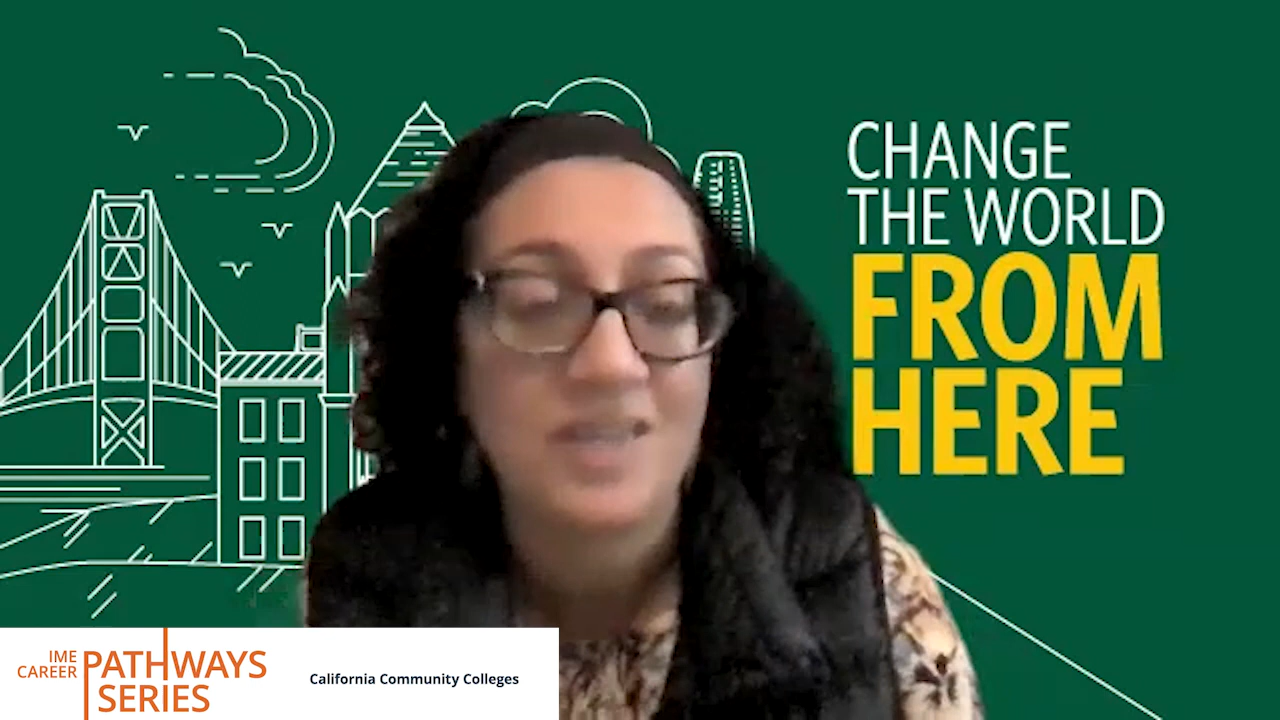 CHANGE
THE WORLD
FROM
HERE
IME
CAREER
PATHWAYS
SERIES
California Community Colleges